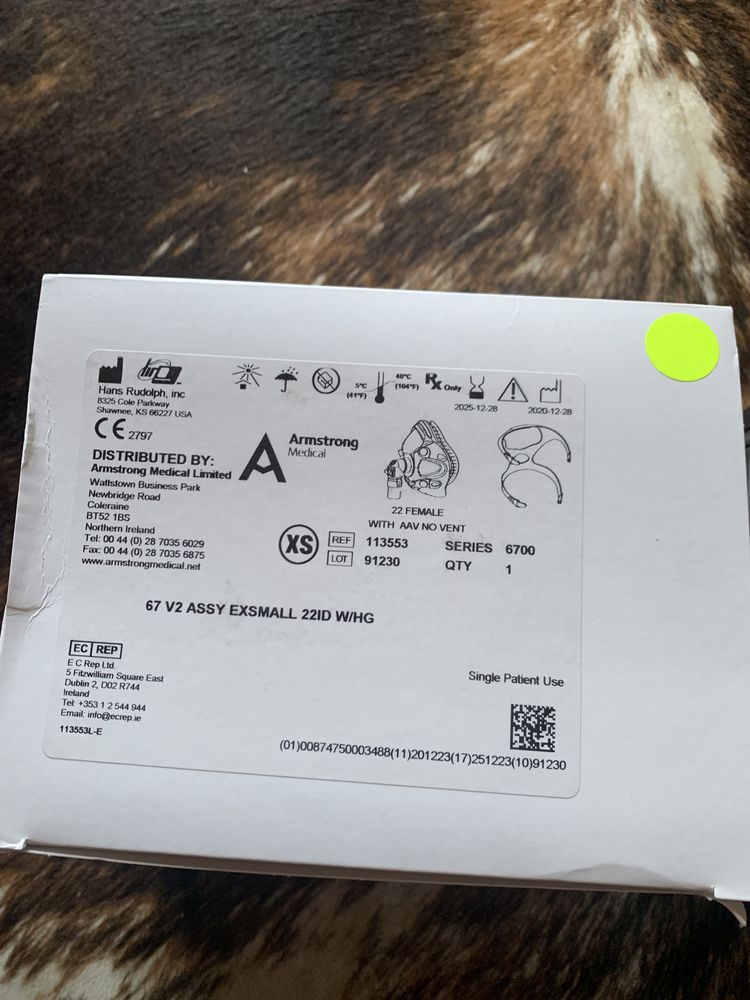 Hans Rudolph, inc
8325 Cole Parkway
Shawnee, KS 66227 USA
CE 2797
5°C
(41°F)
40°C
(104°F)
Rx Only
2025-12-28
2020-12-28
DISTRIBUTED BY:
Armstrong Medical Limited
Wattstown Business Park
Newbridge Road
Coleraine
BT52 1BS
Northern Ireland
Tel: 00 44 (0) 28 7035 6029
Fax: 00 44 (0) 28 7035 6875
www.armstrongmedical.net
Armstrong
Medical
22 FEMALE
WITH AAV NO VENT
XS
REF 113553 SERIES 6700
LOT 91230 QTY 1
67 V2 ASSY EXSMALL 22ID W/HG
EC REP
E C Rep Ltd.
5 Fitzwilliam Square East
Dublin 2, D02 R744
Ireland
Tel: +353 1 2 544 944
Email: info@ecrep.ie
113553L-E
Single Patient Use
(01)00874750003488(11)201223(17)251223(10)91230